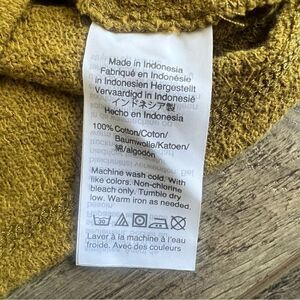 Made in Indonesia
Fabriqué en Indonésie
in Indonesien Hergestellt
Vervaardigd in Indonesië
インドネシア製
Hecho en Indonesia
100% Cotton/Coton/
Baumwolle/Katoen/
綿/algodón
Machine wash cold. With
like colors. Non-chlorine
bleach only. Tumble dry
low. Warm iron as needed.
30
Laver à la machine à l'eau
froide. Avec des couleurs